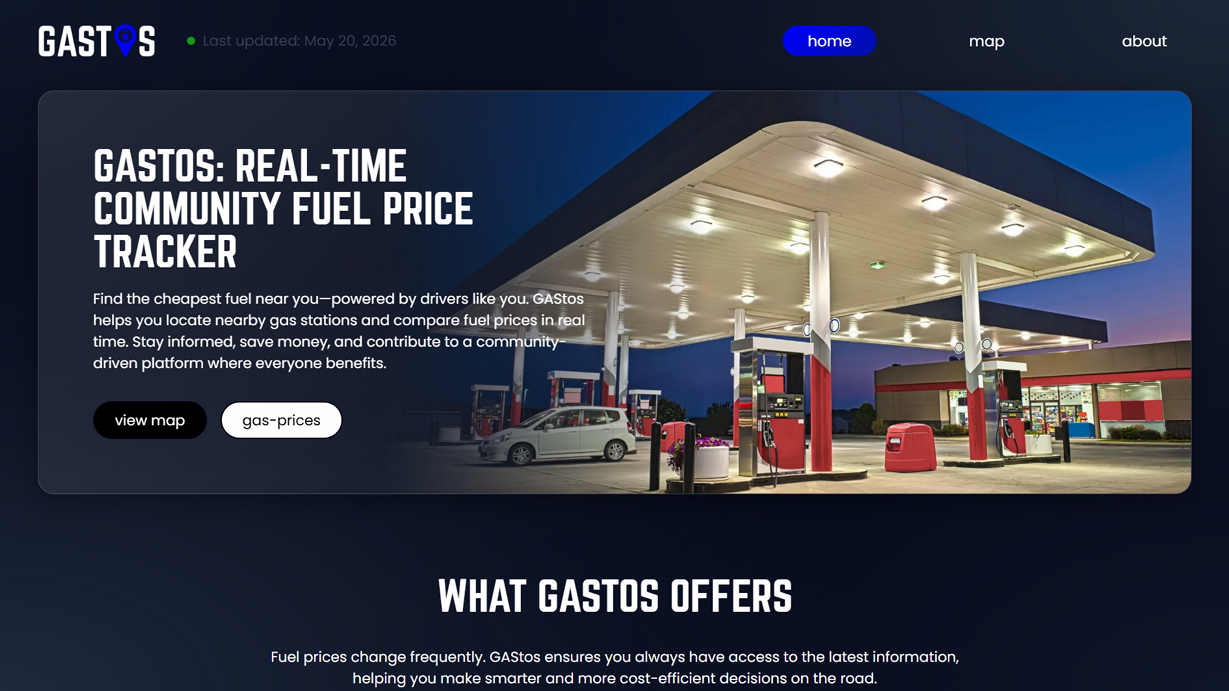 GASTOS
Last updated: May 20, 2026
home
map
about
GASTOS: REAL-TIME
COMMUNITY FUEL PRICE
TRACKER
Find the cheapest fuel near you—powered by drivers like you. GAStos
helps you locate nearby gas stations and compare fuel prices in real
time. Stay informed, save money, and contribute to a community-
driven platform where everyone benefits.
view map
gas-prices
WHAT GASTOS OFFERS
Fuel prices change frequently. GAStos ensures you always have access to the latest information,
helping you make smarter and more cost-efficient decisions on the road.